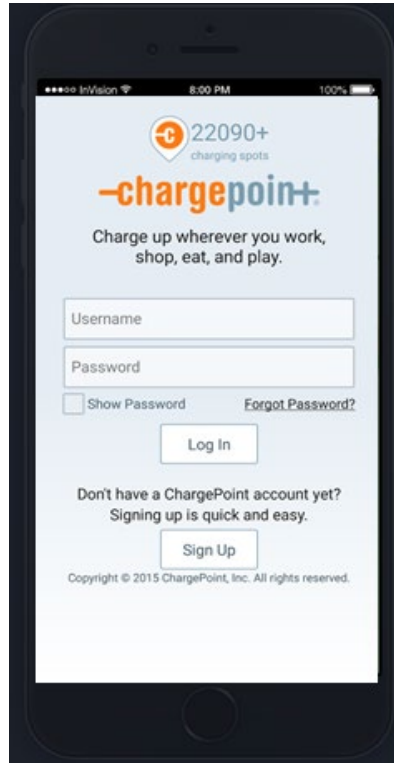 InVision 8:00 PM 100%
22090+
charging spots
chargepoin+
Charge up wherever you work,
shop, eat, and play.
Username
Password
Show Password Forgot Password?
Log In
Don't have a ChargePoint account yet?
Signing up is quick and easy.
Sign Up
Copyright © 2015 ChargePoint, Inc. All rights reserved.